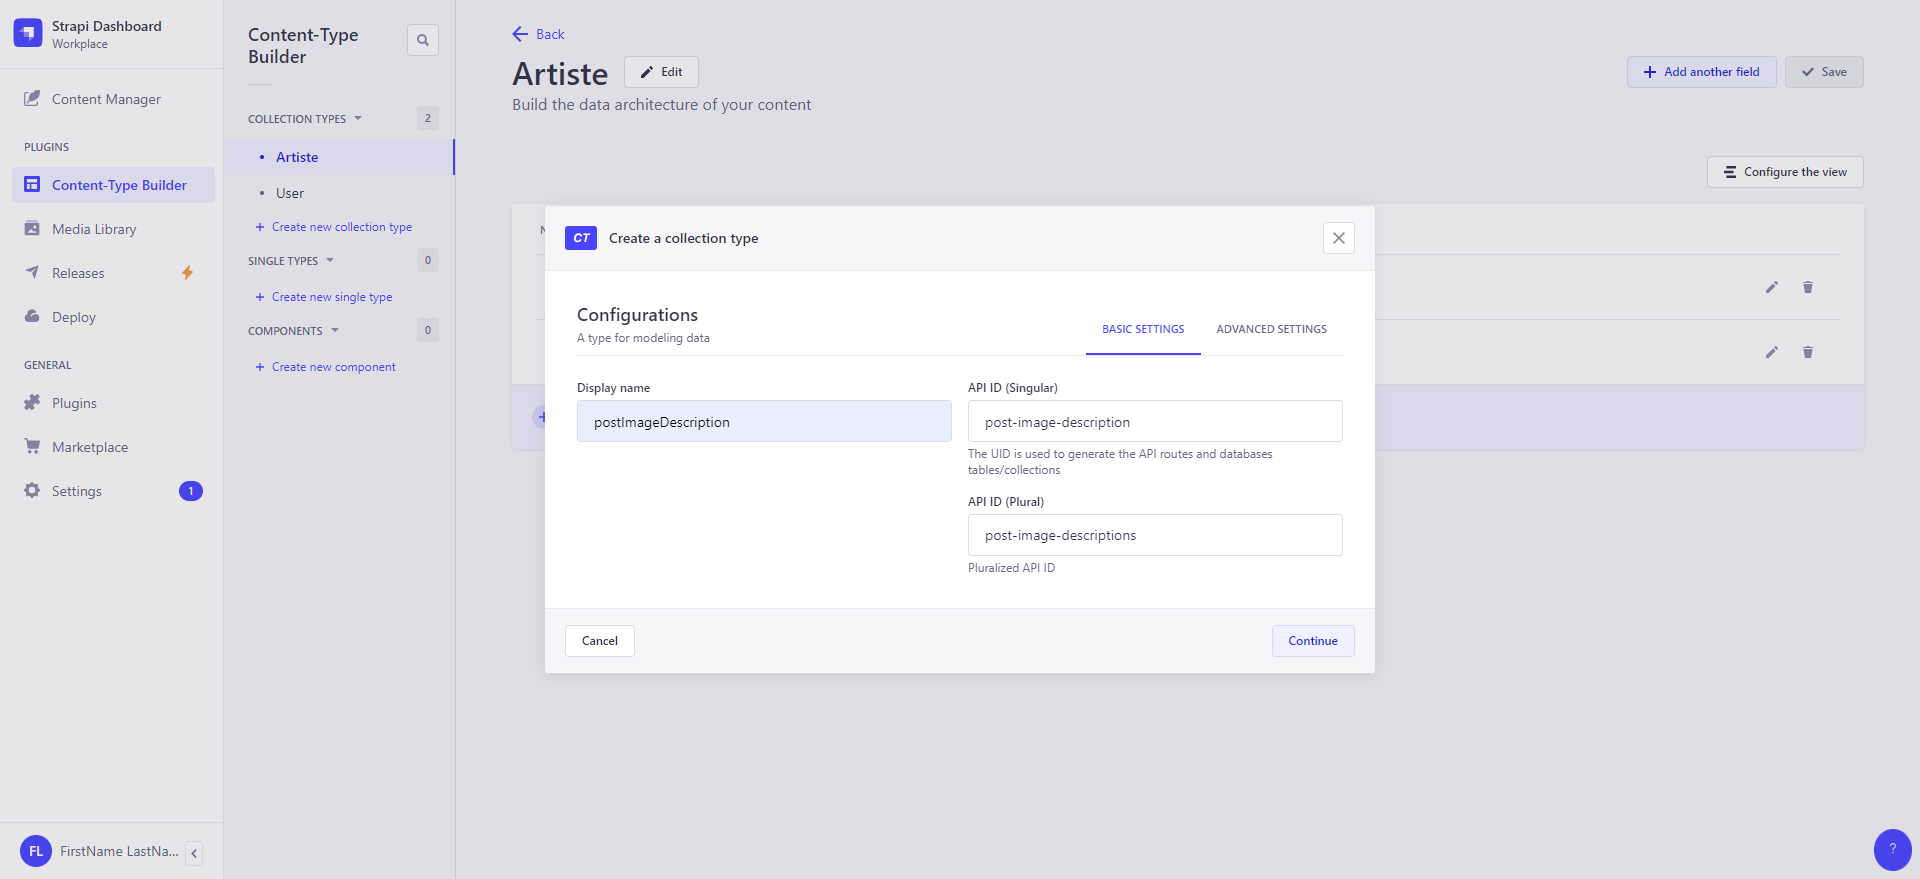 Strapi Dashboard
Workplace
Content Manager
PLUGINS
Content-Type Builder
Media Library
Releases
Deploy
GENERAL
Plugins
Marketplace
Settings
1
FL
FirstName LastNa...
Content-Type
Builder
COLLECTION TYPES
2
Artiste
User
Create new collection type
SINGLE TYPES
0
Create new single type
COMPONENTS
0
Create new component
Back
Artiste
Edit
Build the data architecture of your content
Add another field
Save
Configure the view
CT
Create a collection type
Configurations
A type for modeling data
BASIC SETTINGS
ADVANCED SETTINGS
Display name
postImageDescription
API ID (Singular)
post-image-description
The UID is used to generate the API routes and databases
tables/collections
API ID (Plural)
post-image-descriptions
Pluralized API ID
Cancel
Continue
?